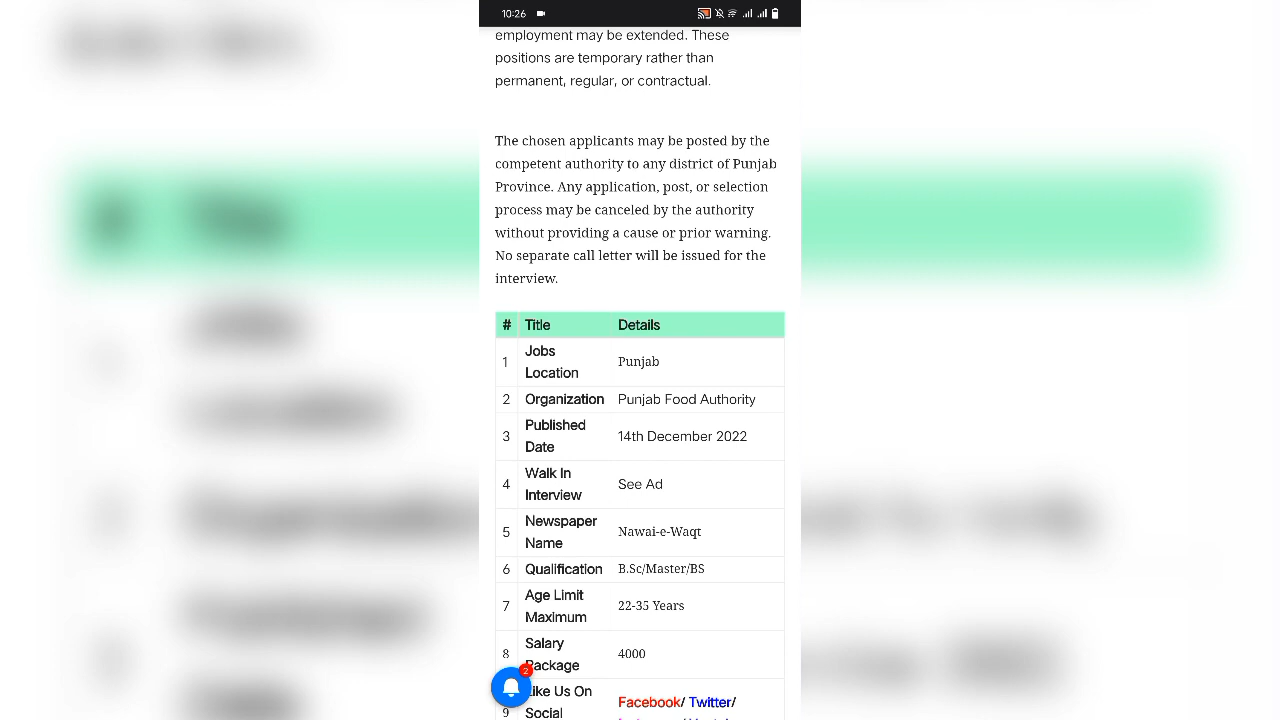 10:26
employment may be extended. These
positions are temporary rather than
permanent, regular, or contractual.
The chosen applicants may be posted by the
competent authority to any district of Punjab
Province. Any application, post, or selection
process may be canceled by the authority
without providing a cause or prior warning.
No separate call letter will be issued for the
interview.
# Title Details
1 Jobs Location Punjab
2 Organization Punjab Food Authority
3 Published Date 14th December 2022
4 Walk In Interview See Ad
5 Newspaper Name Nawai-e-Waqt
6 Qualification B.Sc/Master/BS
7 Age Limit Maximum 22-35 Years
8 Salary Package 4000
2
9 Like Us On Social Facebook/ Twitter/